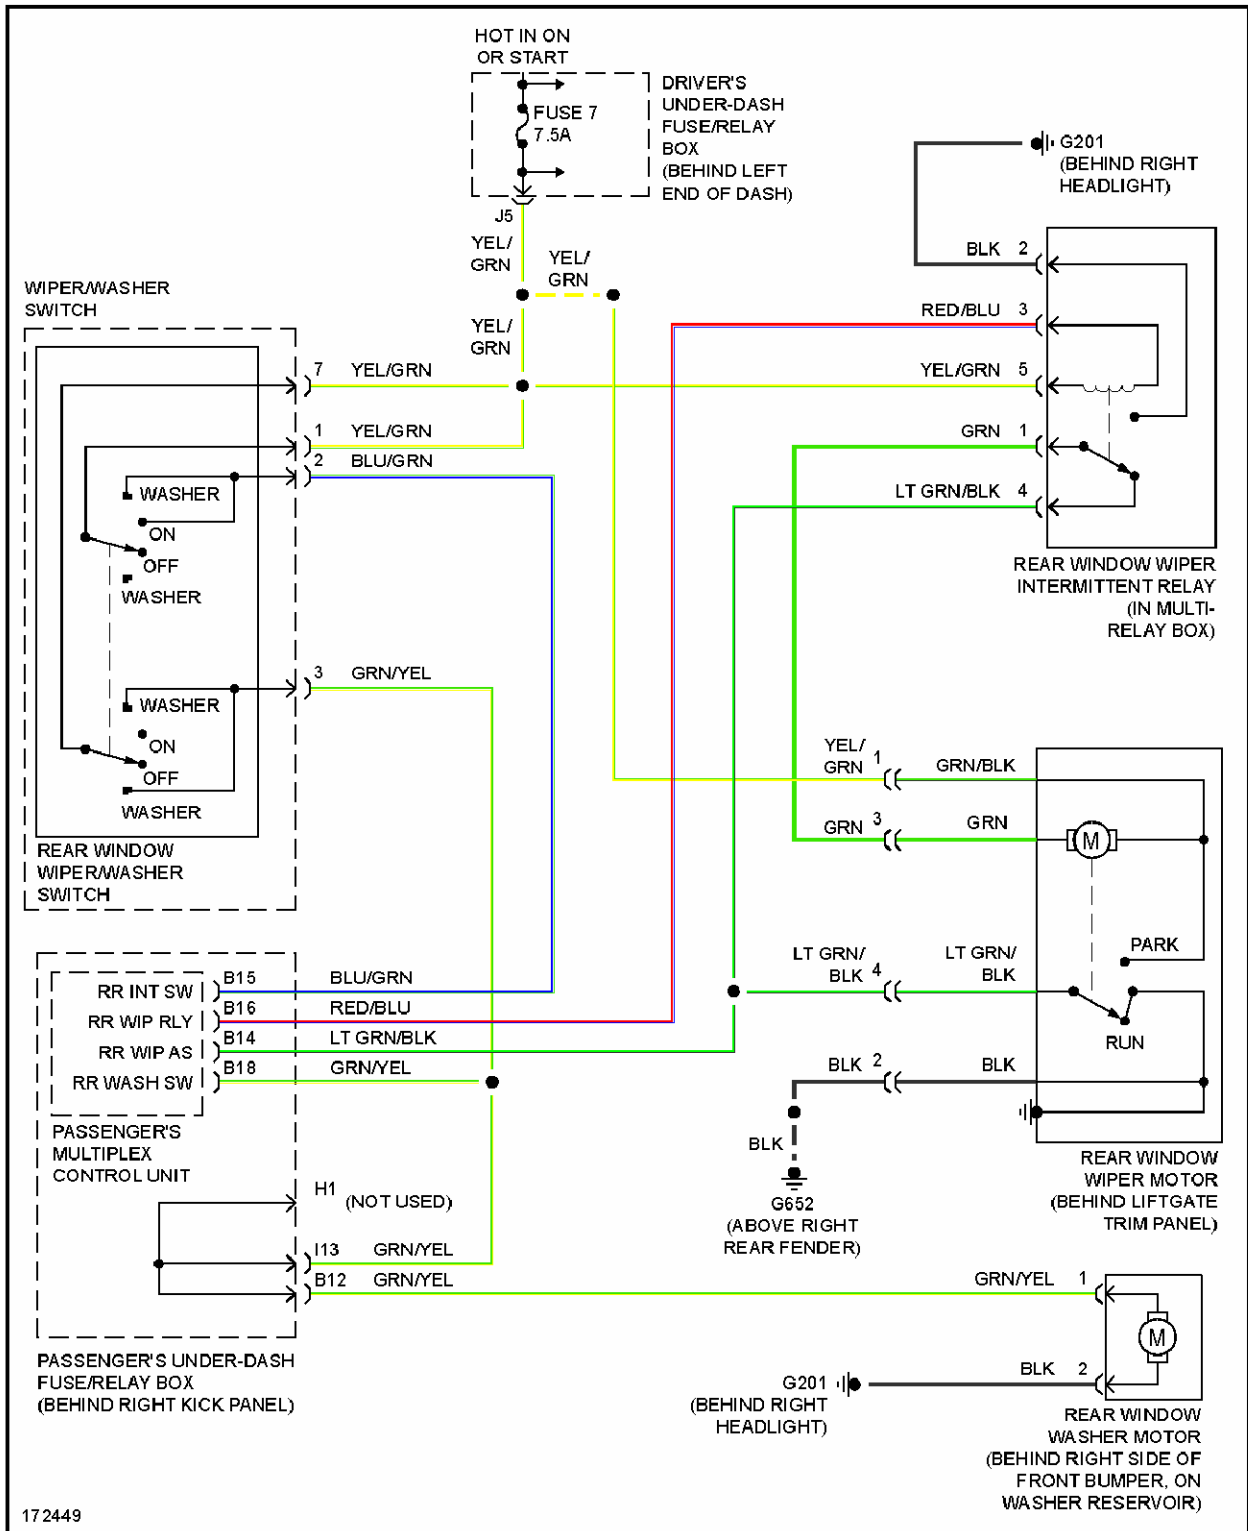 HOT IN ON
OR START
FUSE 7
7.5A
DRIVER'S
UNDER-DASH
FUSE/RELAY
BOX
(BEHIND LEFT
END OF DASH)
J5
YEL/
GRN
YEL/
GRN
YEL/
GRN
G201
(BEHIND RIGHT
HEADLIGHT)
BLK 2
RED/BLU 3
YEL/GRN 5
GRN 1
LT GRN/BLK 4
REAR WINDOW WIPER
INTERMITTENT RELAY
(IN MULTI-
RELAY BOX)
WIPER/WASHER
SWITCH
7 YEL/GRN
1 YEL/GRN
2 BLU/GRN
WASHER
ON
OFF
WASHER
3 GRN/YEL
WASHER
ON
OFF
WASHER
REAR WINDOW
WIPER/WASHER
SWITCH
YEL/
GRN 1
GRN/BLK
GRN 3
GRN
M
PARK
LT GRN/
BLK 4
LT GRN/
BLK
RUN
BLK 2
BLK
BLK
G652
(ABOVE RIGHT
REAR FENDER)
REAR WINDOW
WIPER MOTOR
(BEHIND LIFTGATE
TRIM PANEL)
RR INT SW B15 BLU/GRN
RR WIP RLY B16 RED/BLU
RR WIP AS B14 LT GRN/BLK
RR WASH SW B18 GRN/YEL
PASSENGER'S
MULTIPLEX
CONTROL UNIT
H1 (NOT USED)
I13 GRN/YEL
B12 GRN/YEL
PASSENGER'S UNDER-DASH
FUSE/RELAY BOX
(BEHIND RIGHT KICK PANEL)
GRN/YEL 1
M
BLK 2
G201
(BEHIND RIGHT
HEADLIGHT)
REAR WINDOW
WASHER MOTOR
(BEHIND RIGHT SIDE OF
FRONT BUMPER, ON
WASHER RESERVOIR)
172449